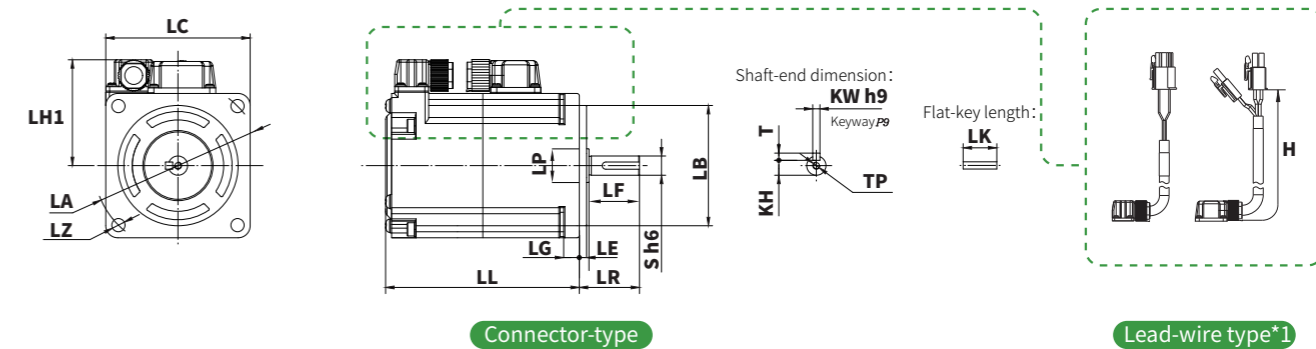 LC
LH1
LA
LZ
LP
LB
LF
LG
LE
S h6
LL
LR
Shaft-end dimension:
KW h9
Keyway P9
T
KH
TP
Flat-key length:
LK
H
Connector-type
Lead-wire type*1